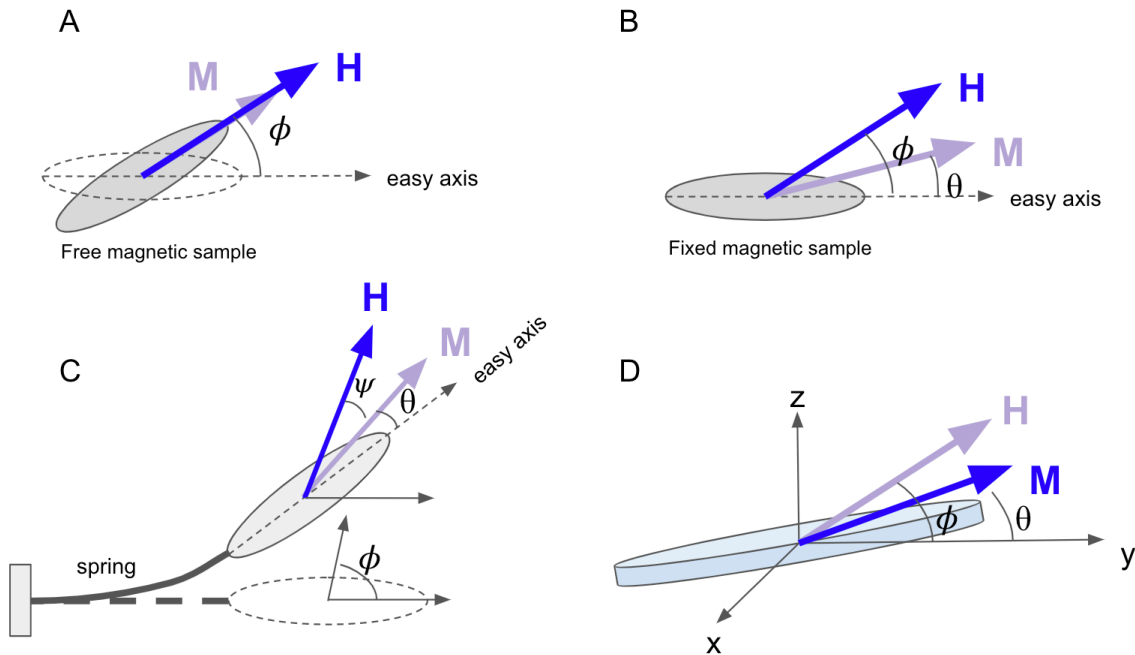 A
H
M
ϕ
easy axis
Free magnetic sample
B
H
ϕ
M
θ
easy axis
Fixed magnetic sample
C
H
M
easy axis
ψ
θ
spring
ϕ
D
z
H
M
ϕ
θ
y
x